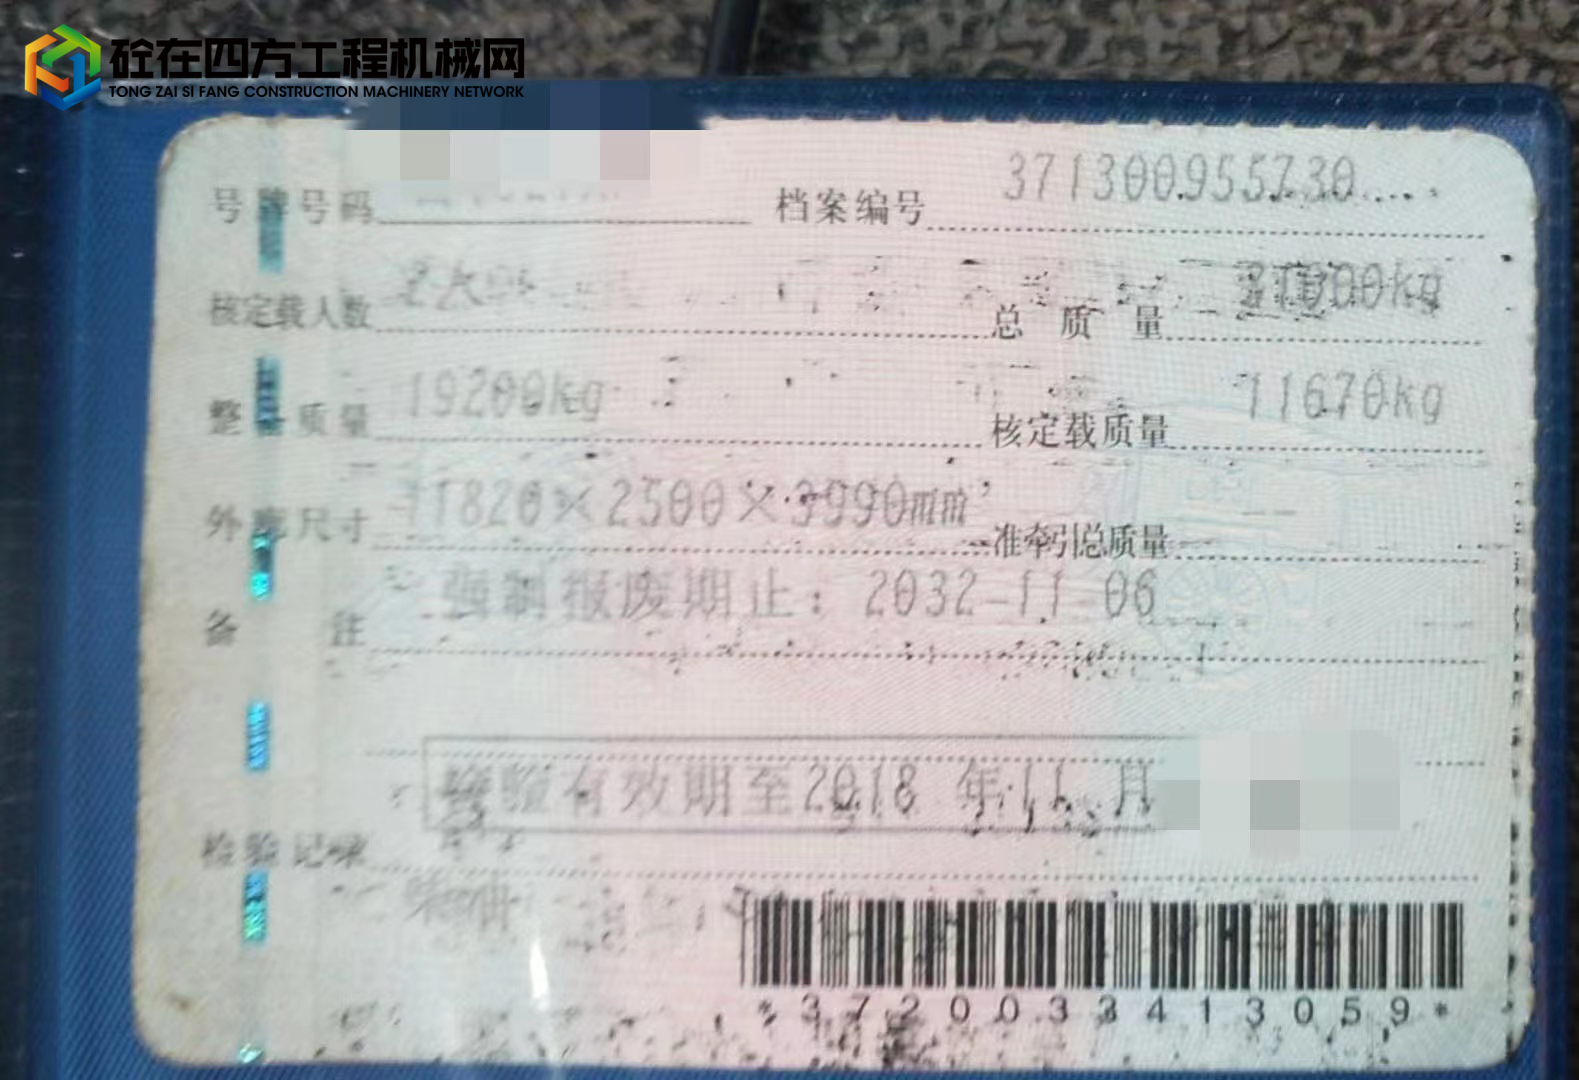 砼在四方工程机械网
TONG ZAI SI FANG CONSTRUCTION MACHINERY NETWORK
号牌号码 档案编号 371300955730
核定载人数 总质量 31000kg
整备质量 19200kg 核定载质量 11670kg
外廓尺寸 11820×2500×3990mm 准牵引总质量
备注 强制报废期止：2032-11-06
检验有效期至2018 年 11 月
检验记录
柴油
*3720033413059*